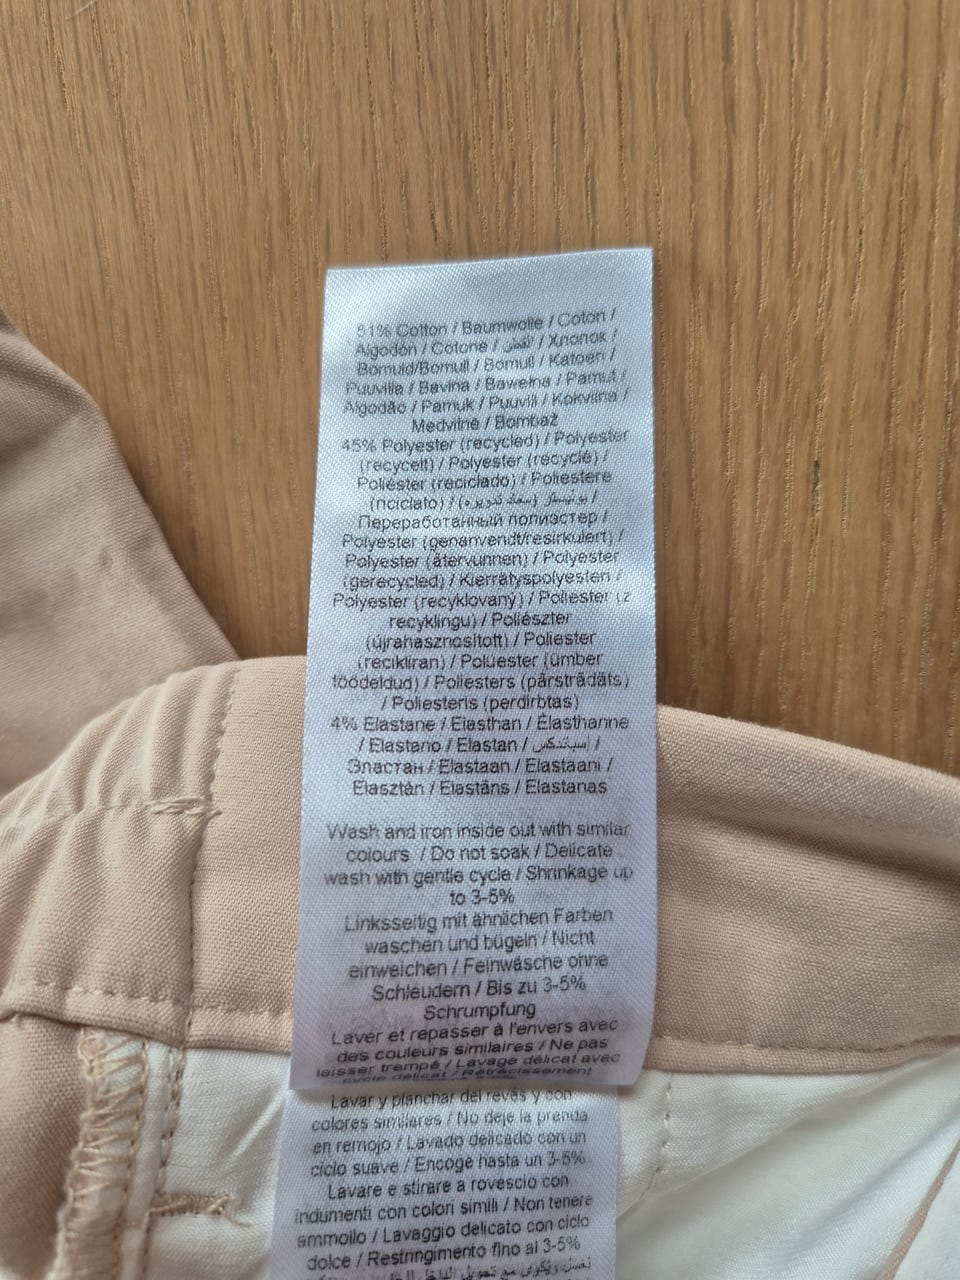 51% Cotton / Baumwolle / Coton /
Algodón / Cotone / القطن / Хлопок /
Bomuld/Bomull / Bomull / Katoen /
Puuvilla / Bavlna / Bawełna / Pamut /
Algodão / Pamuk / Puuvill / Kokvilna /
Medvilnė / Bombaž
45% Polyester (recycled) / Polyester
(recycelt) / Polyester (recyclé) /
Poliéster (reciclado) / Poliestere
(riciclato) / /
Переработанный полиэстер /
Polyester (genanvendt/resirkulert) /
Polyester (återvunnen) / Polyester
(gerecycled) / Kierrätyspolyesteri /
Polyester (recyklovaný) / Poliester (z
recyklingu) / Poliészter
(újrahasznosított) / Poliester
(recikliran) / Polüester (ümber
töödeldud) / Poliesters (pārstrādāts)
/ Poliesteris (perdirbtas)
4% Elastane / Elasthan / Élasthanne
/ Elastano / Elastan / إسباندكس /
Эластан / Elastaan / Elastaani /
Elasztán / Elastāns / Elastanas
Wash and iron inside out with similar
colours / Do not soak / Delicate
wash with gentle cycle / Shrinkage up
to 3-5%
Linksseitig mit ähnlichen Farben
waschen und bügeln / Nicht
einweichen / Feinwäsche ohne
Schleudern / Bis zu 3-5%
Schrumpfung
Laver et repasser à l'envers avec
des couleurs similaires / Ne pas
laisser trempé / Lavage délicat avec
cycle délicat / Rétrécissement
Lavar y planchar del revés y con
colores similares / No deje la prenda
en remojo / Lavado delicado con un
ciclo suave / Encoge hasta un 3-5%
Lavare e stirare a rovescio con
indumenti con colori simili / Non tenere
ammollo / Lavaggio delicato con ciclo
dolce / Restringimento fino al 3-5%